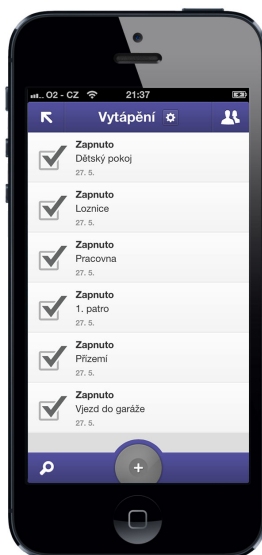 O2 - CZ 21:37
Vytápění
Zapnuto
Dětský pokoj
27. 5.
Zapnuto
Loznice
27. 5.
Zapnuto
Pracovna
27. 5.
Zapnuto
1. patro
27. 5.
Zapnuto
Přízemí
27. 5.
Zapnuto
Vjezd do garáže
27. 5.
+